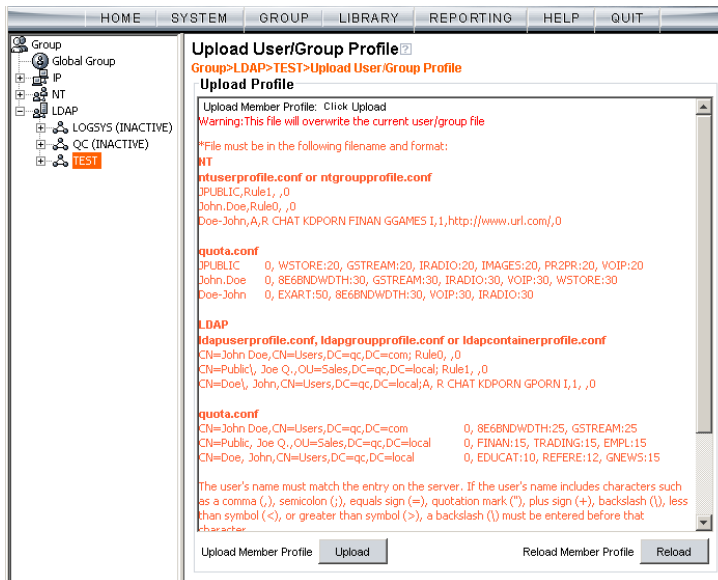 HOME SYSTEM GROUP LIBRARY REPORTING HELP QUIT
Group
Global Group
IP
NT
LDAP
LOGSYS (INACTIVE)
QC (INACTIVE)
TEST
Upload User/Group Profile?
Group>LDAP>TEST>Upload User/Group Profile
Upload Profile
Upload Member Profile: Click Upload
Warning:This file will overwrite the current user/group file
*File must be in the following filename and format:
NT
ntuserprofile.conf or ntgroupprofile.conf
JPUBLIC,Rule1, ,0
John.Doe,Rule0, ,0
Doe-John,A,R CHAT KDPORN FINAN GGAMES I,1,http://www.url.com/,0
quota.conf
JPUBLIC 0, WSTORE:20, GSTREAM:20, IRADIO:20, IMAGES:20, PR2PR:20, VOIP:20
John.Doe 0, 8E6BNDWDTH:30, GSTREAM:30, IRADIO:30, VOIP:30, WSTORE:30
Doe-John 0, EXART:50, 8E6BNDWDTH:30, VOIP:30, IRADIO:30
LDAP
ldapuserprofile.conf, ldapgroupprofile.conf or ldapcontainerprofile.conf
CN=John Doe,CN=Users,DC=qc,DC=com; Rule0, ,0
CN=Public\, Joe Q.,OU=Sales,DC=qc,DC=local; Rule1, ,0
CN=Doe\, John,CN=Users,DC=qc,DC=local;A, R CHAT KDPORN GPORN I,1, ,0
quota.conf
CN=John Doe,CN=Users,DC=qc,DC=com 0, 8E6BNDWDTH:25, GSTREAM:25
CN=Public, Joe Q.,OU=Sales,DC=qc,DC=local 0, FINAN:15, TRADING:15, EMPL:15
CN=Doe, John,CN=Users,DC=qc,DC=local 0, EDUCAT:10, REFERE:12, GNEWS:15
The user's name must match the entry on the server. If the user's name includes characters such
as a comma (,), semicolon (;), equals sign (=), quotation mark ("), plus sign (+), backslash (\), less
than symbol (<), or greater than symbol (>), a backslash (\) must be entered before that
character
Upload Member Profile Upload Reload Member Profile Reload